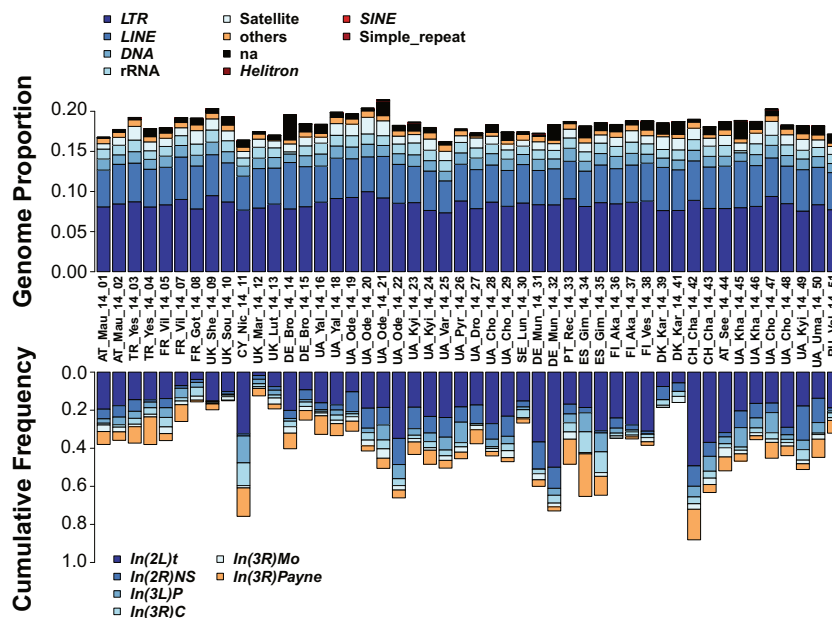 LTR Satellite SINE
LINE others Simple_repeat
DNA na
rRNA Helitron
Genome Proportion
0.20
0.15
0.10
0.05
0.00
AT_Mau_14_01
AT_Mau_14_02
TR_Yes_14_03
TR_Yes_14_04
FR_Vil_14_05
FR_Vil_14_07
FR_Got_14_08
UK_She_14_09
UK_Sou_14_10
CY_Nic_14_11
UK_Mar_14_12
UK_Lut_14_13
DE_Bro_14_14
DE_Bro_14_15
UA_Yal_14_16
UA_Yal_14_18
UA_Ode_14_19
UA_Ode_14_20
UA_Ode_14_21
UA_Ode_14_22
UA_Kyi_14_23
UA_Kyi_14_24
UA_Var_14_25
UA_Pyr_14_26
UA_Dro_14_27
UA_Cho_14_28
UA_Cho_14_29
SE_Lun_14_30
DE_Mun_14_31
DE_Mun_14_32
PT_Rec_14_33
ES_Gim_14_34
ES_Gim_14_35
FI_Aka_14_36
FI_Aka_14_37
FI_Ves_14_38
DK_Kar_14_39
DK_Kar_14_41
CH_Cha_14_42
CH_Cha_14_43
AT_See_14_44
UA_Kha_14_45
UA_Kha_14_46
UA_Cho_14_47
UA_Cho_14_48
UA_Kyi_14_49
UA_Uma_14_50
Cumulative Frequency
0.0
0.2
0.4
0.6
0.8
1.0
In(2L)t In(3R)Mo
In(2R)NS In(3R)Payne
In(3L)P
In(3R)C